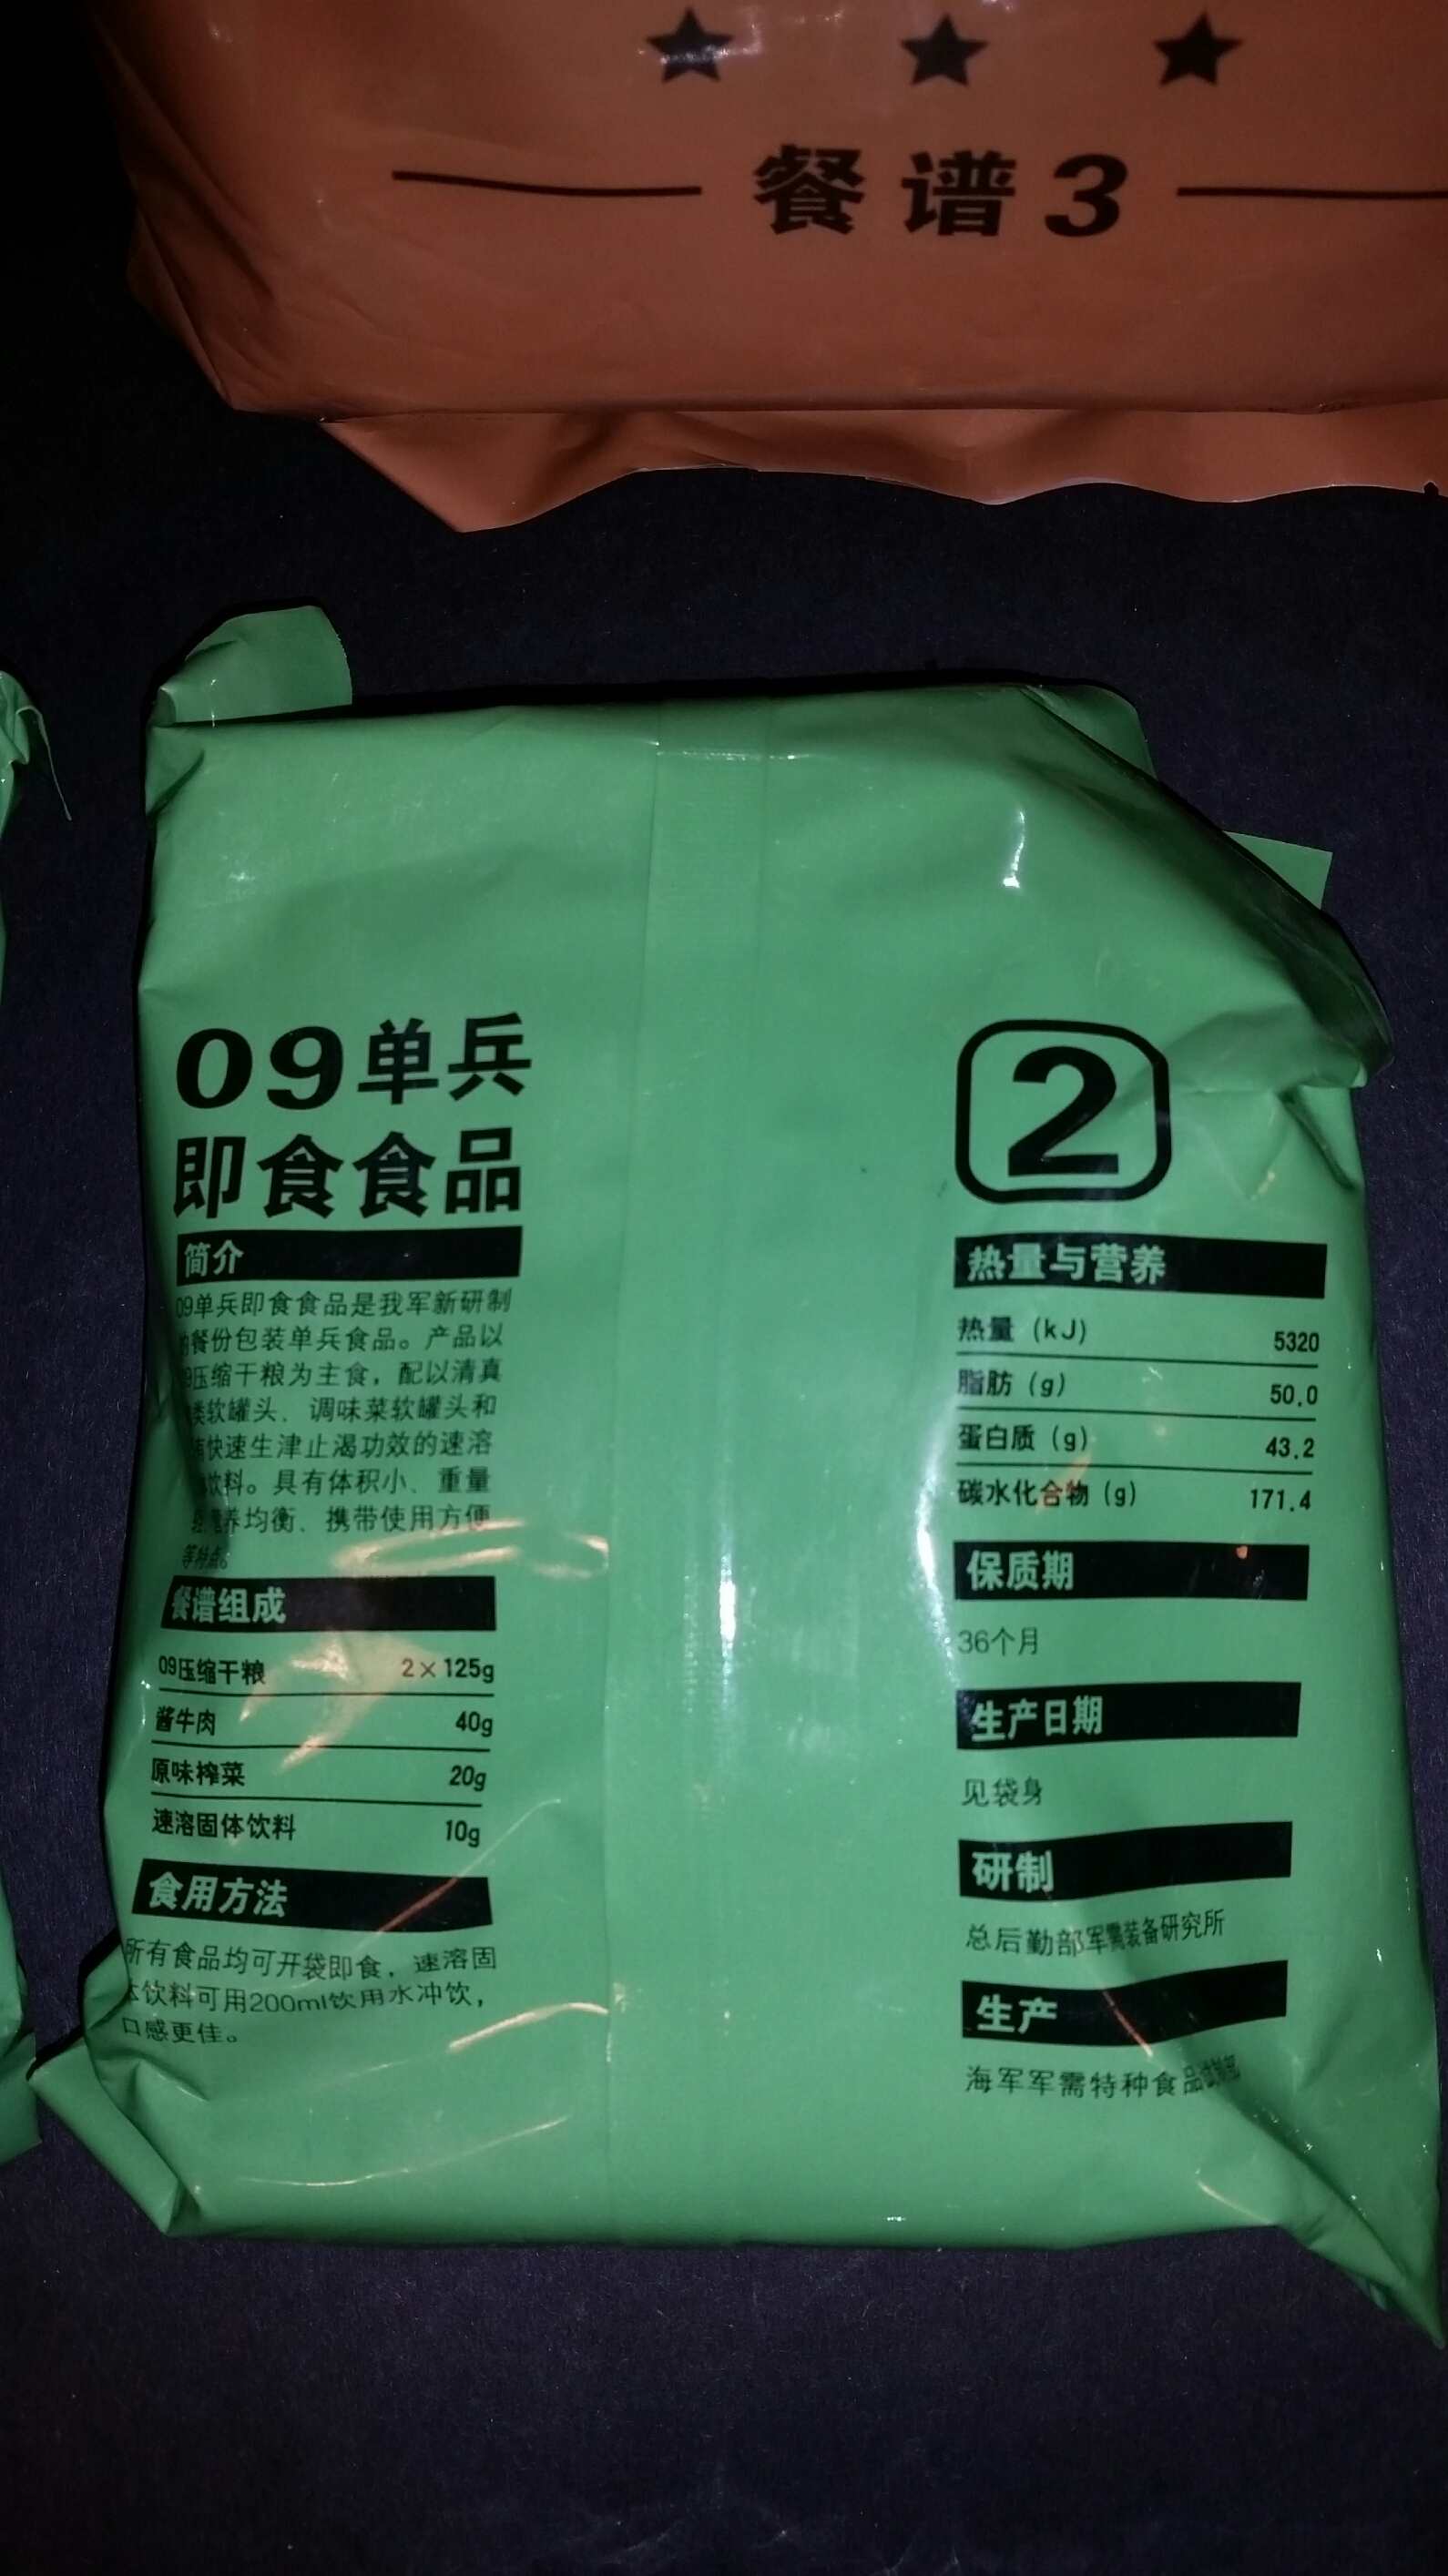 餐谱3
09单兵
即食食品
简介
09单兵即食食品是我军新研制
餐份包装单兵食品。产品以
09压缩干粮为主食，配以清真
类软罐头、调味菜软罐头和
有快速生津止渴功效的速溶
饮料。具有体积小、重量
轻、营养均衡、携带使用方便
等特点。
餐谱组成
09压缩干粮 2×125g
酱牛肉 40g
原味榨菜 20g
速溶固体饮料 10g
食用方法
所有食品均可开袋即食，速溶固
体饮料可用200ml饮用水冲饮，
口感更佳。
2
热量与营养
热量（kJ） 5320
脂肪（g） 50.0
蛋白质（g） 43.2
碳水化合物（g） 171.4
保质期
36个月
生产日期
见袋身
研制
总后勤部军需装备研究所
生产
海军军需特种食品试制部